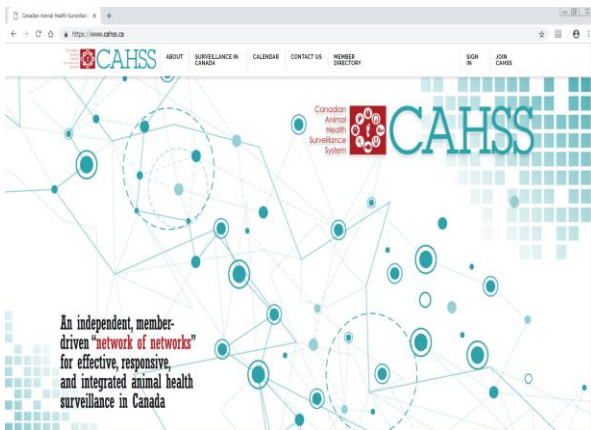 Canadian Animal Health Surveillan
https://www.cahss.ca
CAHSS
ABOUT
SURVEILLANCE IN
CANADA
CALENDAR
CONTACT US
MEMBER
DIRECTORY
SIGN
IN
JOIN
CAHSS
Canadian
Animal
Health
Surveillance
System
CAHSS
An independent, member-
driven “network of networks”
for effective, responsive,
and integrated animal health
surveillance in Canada